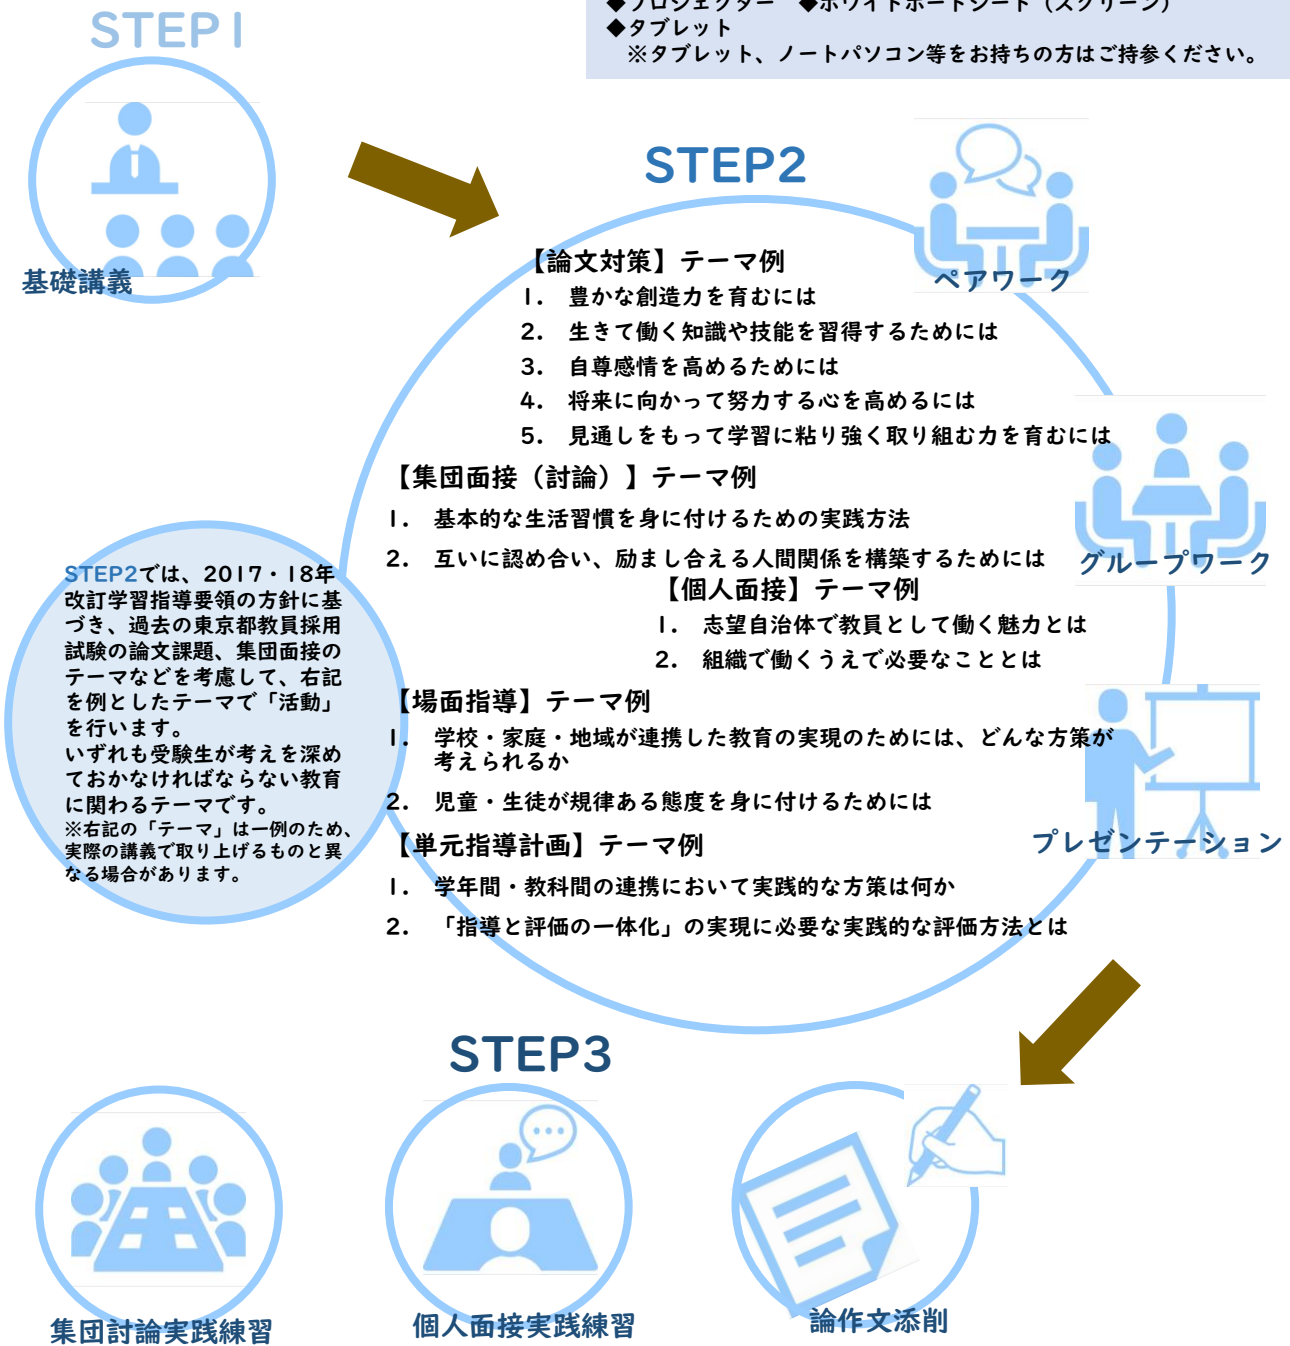 ◆プロジェクター　◆ホワイトボードシート（スクリーン）
◆タブレット
※タブレット、ノートパソコン等をお持ちの方はご持参ください。
STEP1
基礎講義
STEP2
ペアワーク
【論文対策】テーマ例
1. 豊かな創造力を育むには
2. 生きて働く知識や技能を習得するためには
3. 自尊感情を高めるためには
4. 将来に向かって努力する心を高めるには
5. 見通しをもって学習に粘り強く取り組む力を育むには
【集団面接（討論）】テーマ例
1. 基本的な生活習慣を身に付けるための実践方法
2. 互いに認め合い、励まし合える人間関係を構築するためには
グループワーク
【個人面接】テーマ例
1. 志望自治体で教員として働く魅力とは
2. 組織で働くうえで必要なこととは
【場面指導】テーマ例
1. 学校・家庭・地域が連携した教育の実現のためには、どんな方策が
考えられるか
2. 児童・生徒が規律ある態度を身に付けるためには
プレゼンテーション
【単元指導計画】テーマ例
1. 学年間・教科間の連携において実践的な方策は何か
2. 「指導と評価の一体化」の実現に必要な実践的な評価方法とは
STEP2では、2017・18年
改訂学習指導要領の方針に基
づき、過去の東京都教員採用
試験の論文課題、集団面接の
テーマなどを考慮して、右記
を例としたテーマで「活動」
を行います。
いずれも受験生が考えを深め
ておかなければならない教育
に関わるテーマです。
※右記の「テーマ」は一例のため、
実際の講義で取り上げるものと異
なる場合があります。
STEP3
集団討論実践練習
個人面接実践練習
論作文添削